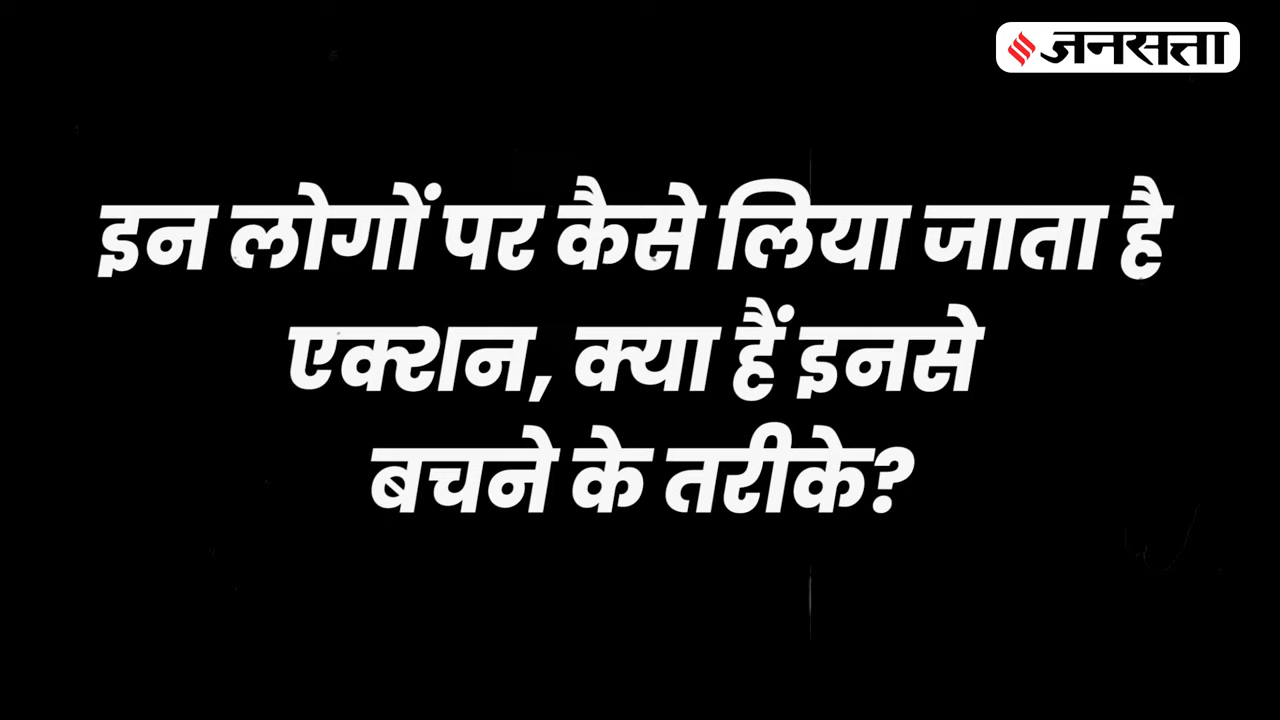 जनसत्ता
इन लोगों पर कैसे लिया जाता है
एक्शन, क्या हैं इनसे
बचने के तरीके?